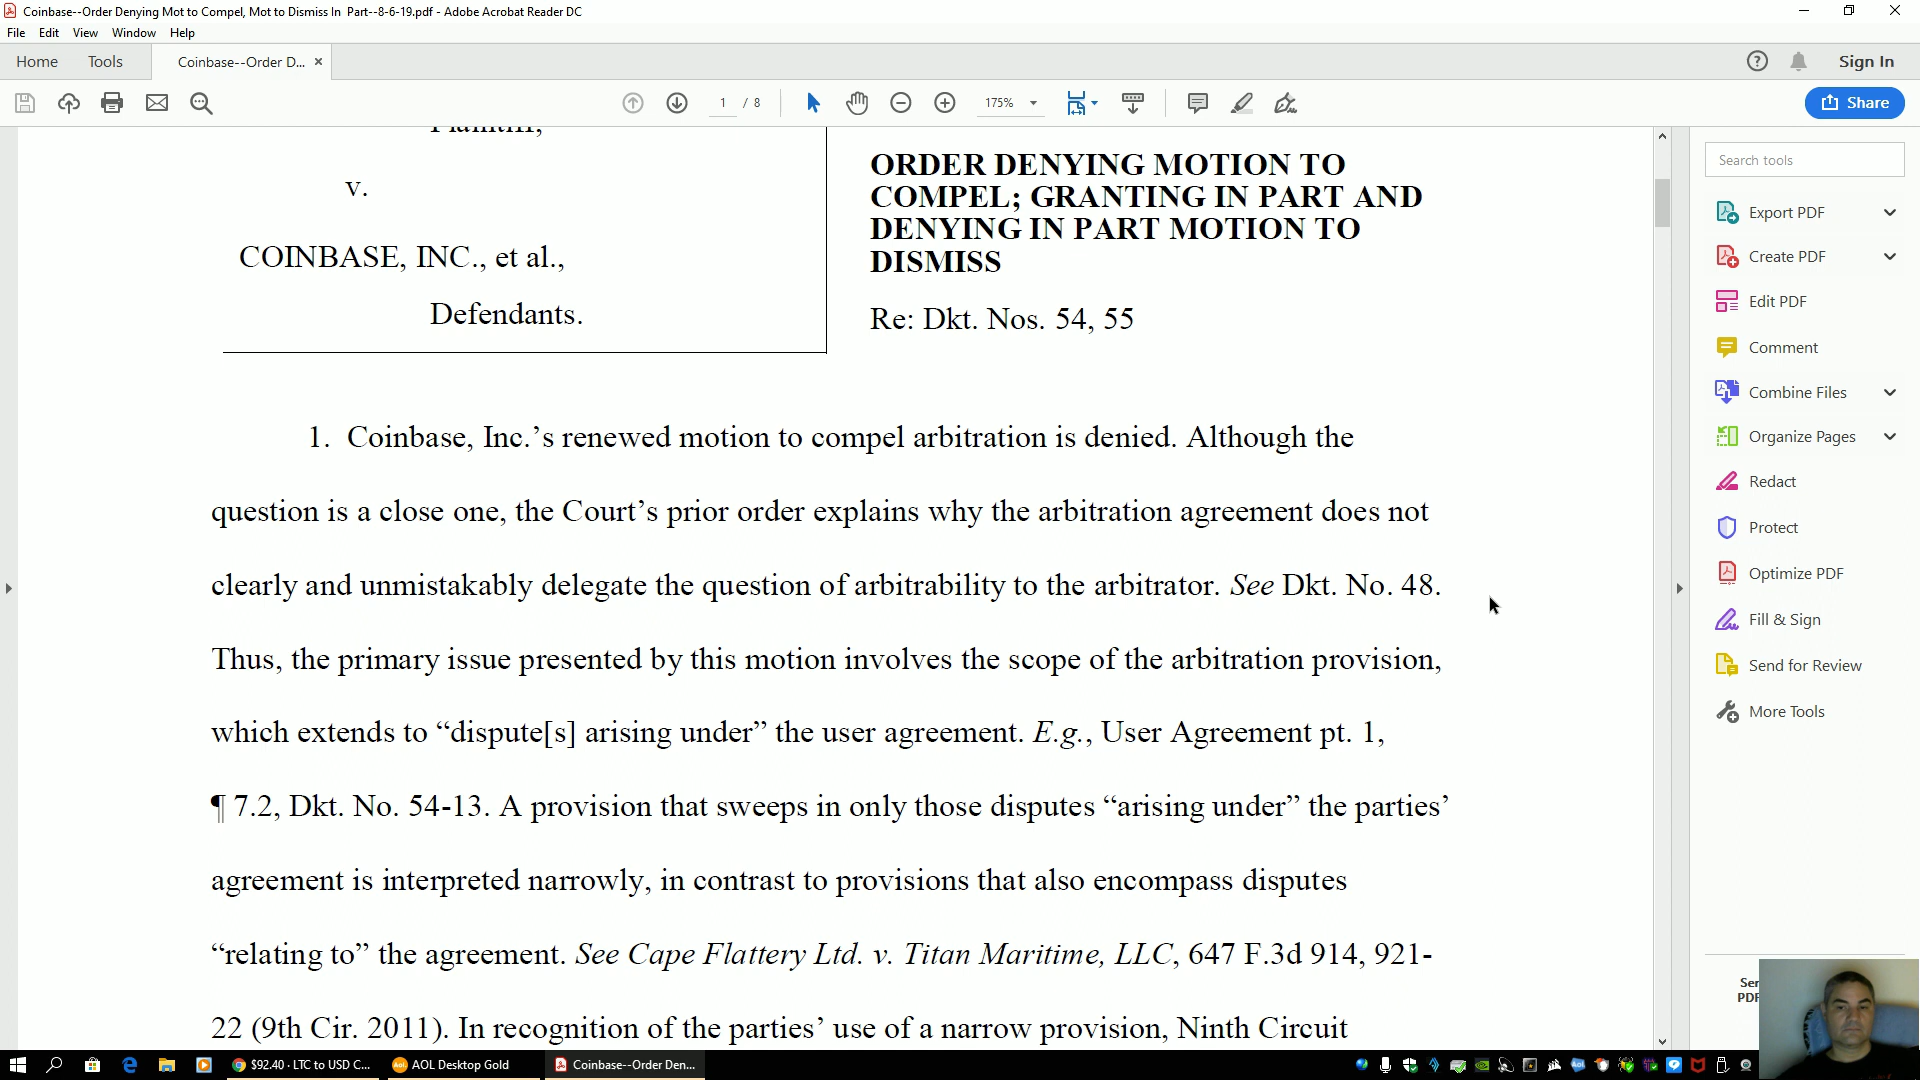 Coinbase--Order Denying Mot to Compel, Mot to Dismiss In Part--8-6-19.pdf - Adobe Acrobat Reader DC
File Edit View Window Help
Home Tools Coinbase--Order D... ×
Sign In
1 / 8 175%
Share
Plaintiff,
v.
COINBASE, INC., et al.,
Defendants.
ORDER DENYING MOTION TO
COMPEL; GRANTING IN PART AND
DENYING IN PART MOTION TO
DISMISS
Re: Dkt. Nos. 54, 55
1. Coinbase, Inc.’s renewed motion to compel arbitration is denied. Although the
question is a close one, the Court’s prior order explains why the arbitration agreement does not
clearly and unmistakably delegate the question of arbitrability to the arbitrator. See Dkt. No. 48.
Thus, the primary issue presented by this motion involves the scope of the arbitration provision,
which extends to “dispute[s] arising under” the user agreement. E.g., User Agreement pt. 1,
¶ 7.2, Dkt. No. 54-13. A provision that sweeps in only those disputes “arising under” the parties’
agreement is interpreted narrowly, in contrast to provisions that also encompass disputes
“relating to” the agreement. See Cape Flattery Ltd. v. Titan Maritime, LLC, 647 F.3d 914, 921-
22 (9th Cir. 2011). In recognition of the parties’ use of a narrow provision, Ninth Circuit
Search tools
Export PDF
Create PDF
Edit PDF
Comment
Combine Files
Organize Pages
Redact
Protect
Optimize PDF
Fill & Sign
Send for Review
More Tools
$92.40 · LTC to USD C... AOL Desktop Gold Coinbase--Order Den...